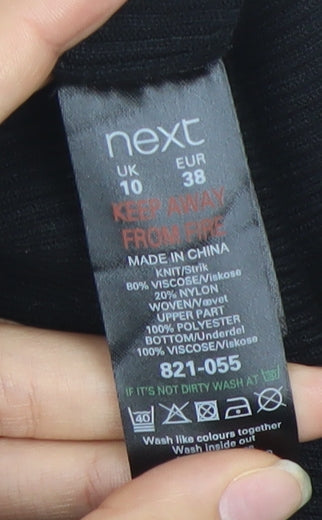 next
UK EUR
10 38
KEEP AWAY
FROM FIRE
MADE IN CHINA
KNIT/Strik
80% VISCOSE/Viskose
20% NYLON
WOVEN/Vævet
UPPER PART
100% POLYESTER
BOTTOM/Underdel
100% VISCOSE/Viskose
821-055
IF IT'S NOT DIRTY WASH AT 30°
40
Wash like colours together
Wash inside out